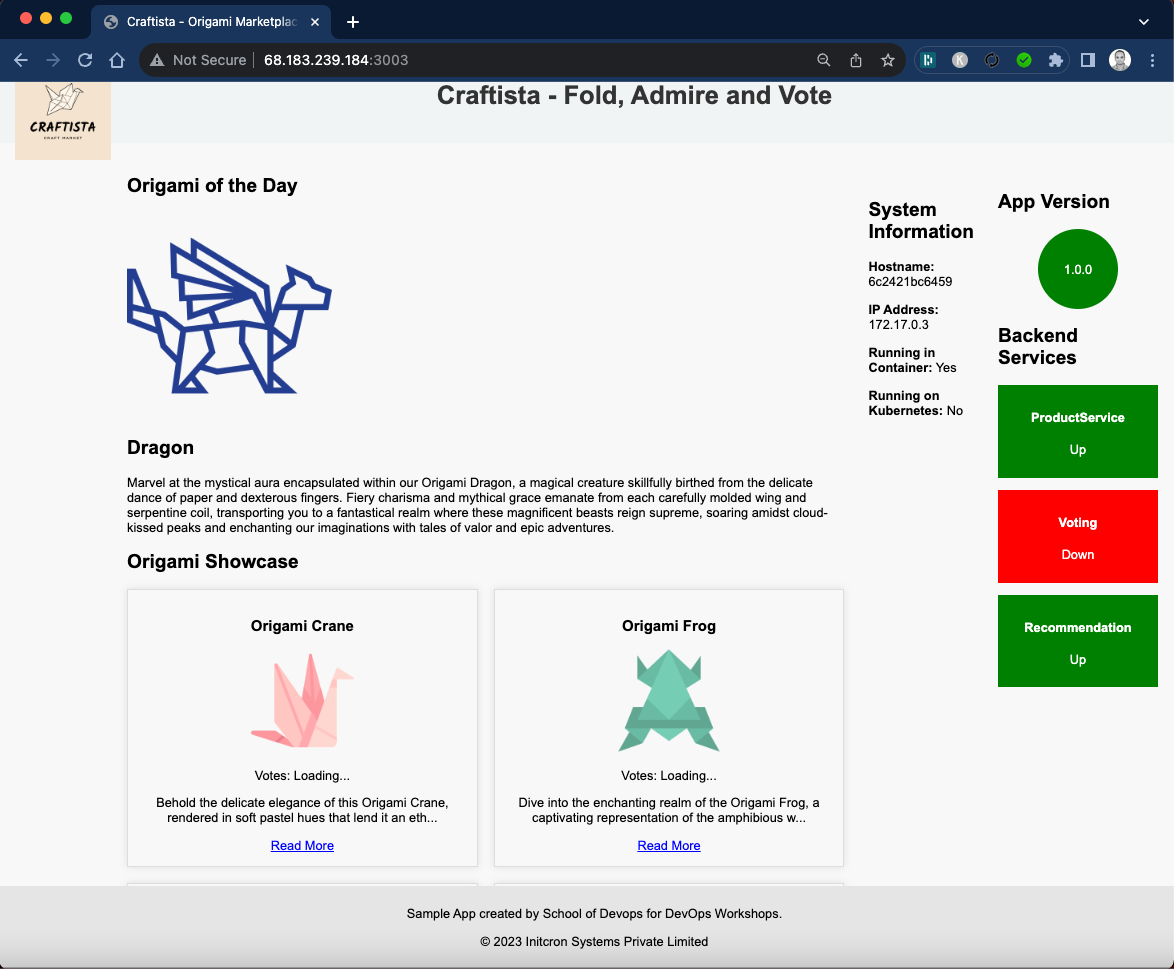 Craftista - Origami Marketplac
Not Secure
68.183.239.184:3003
K
CRAFTISTA
CRAFT MARKET
Craftista - Fold, Admire and Vote
Origami of the Day
Dragon
Marvel at the mystical aura encapsulated within our Origami Dragon, a magical creature skillfully birthed from the delicate
dance of paper and dexterous fingers. Fiery charisma and mythical grace emanate from each carefully molded wing and
serpentine coil, transporting you to a fantastical realm where these magnificent beasts reign supreme, soaring amidst cloud-
kissed peaks and enchanting our imaginations with tales of valor and epic adventures.
Origami Showcase
Origami Crane
Votes: Loading...
Behold the delicate elegance of this Origami Crane,
rendered in soft pastel hues that lend it an eth...
Read More
Origami Frog
Votes: Loading...
Dive into the enchanting realm of the Origami Frog, a
captivating representation of the amphibious w...
Read More
System
Information
Hostname:
6c2421bc6459
IP Address:
172.17.0.3
Running in
Container: Yes
Running on
Kubernetes: No
App Version
1.0.0
Backend
Services
ProductService
Up
Voting
Down
Recommendation
Up
Sample App created by School of Devops for DevOps Workshops.
© 2023 Initcron Systems Private Limited